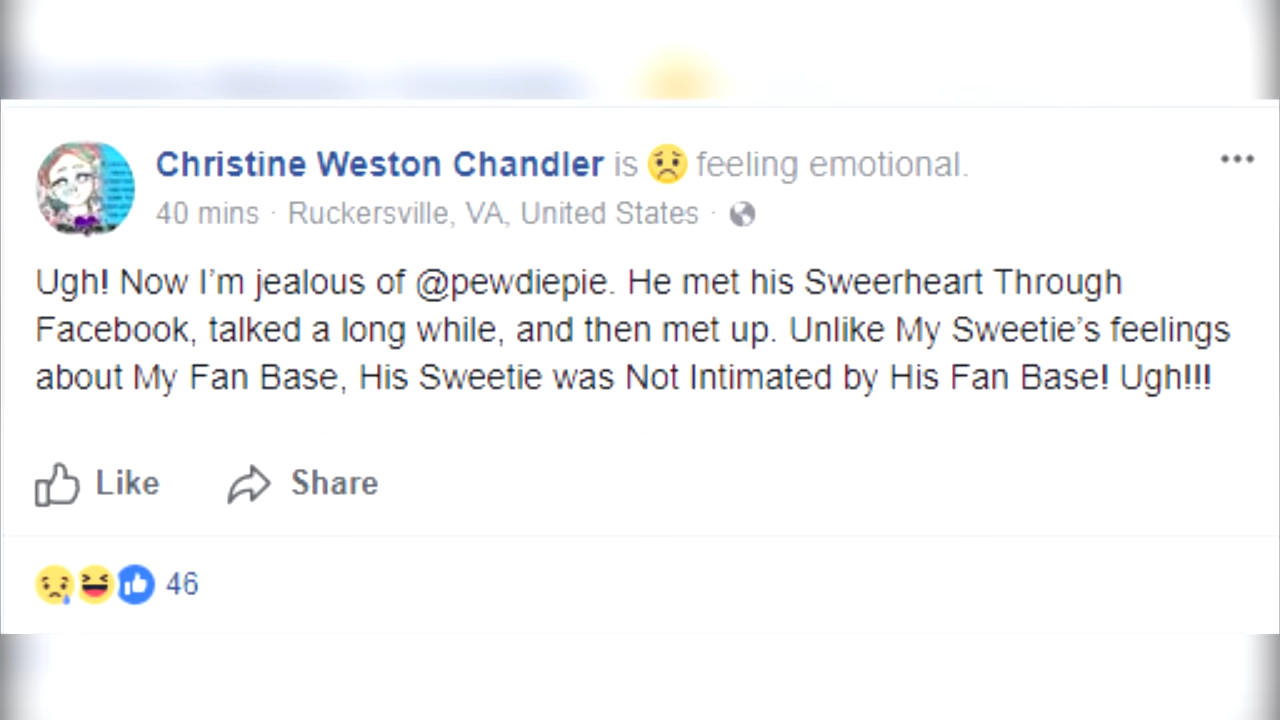 Christine Weston Chandler is feeling emotional.
40 mins · Ruckersville, VA, United States ·
Ugh! Now I’m jealous of @pewdiepie. He met his Sweerheart Through
Facebook, talked a long while, and then met up. Unlike My Sweetie’s feelings
about My Fan Base, His Sweetie was Not Intimated by His Fan Base! Ugh!!!
Like Share
46